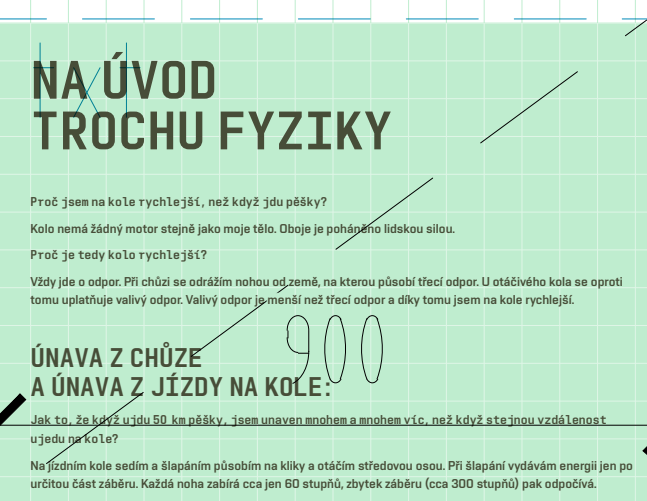 NA ÚVOD
TROCHU FYZIKY
Proč jsem na kole rychlejší, než když jdu pěšky?
Kolo nemá žádný motor stejně jako moje tělo. Oboje je poháněno lidskou silou.
Proč je tedy kolo rychlejší?
Vždy jde o odpor. Při chůzi se odrážím nohou od země, na kterou působí třecí odpor. U otáčivého kola se oproti
tomu uplatňuje valivý odpor. Valivý odpor je menší než třecí odpor a díky tomu jsem na kole rychlejší.
900
ÚNAVA Z CHŮZE
A ÚNAVA Z JÍZDY NA KOLE:
Jak to, že když ujdu 50 km pěšky, jsem unaven mnohem a mnohem víc, než když stejnou vzdálenost
ujedu na kole?
Na jízdním kole sedím a šlapáním působím na kliky a otáčím středovou osou. Při šlapání vydávám energii jen po
určitou část záběru. Každá noha zabírá cca jen 60 stupňů, zbytek záběru (cca 300 stupňů) pak odpočívá.